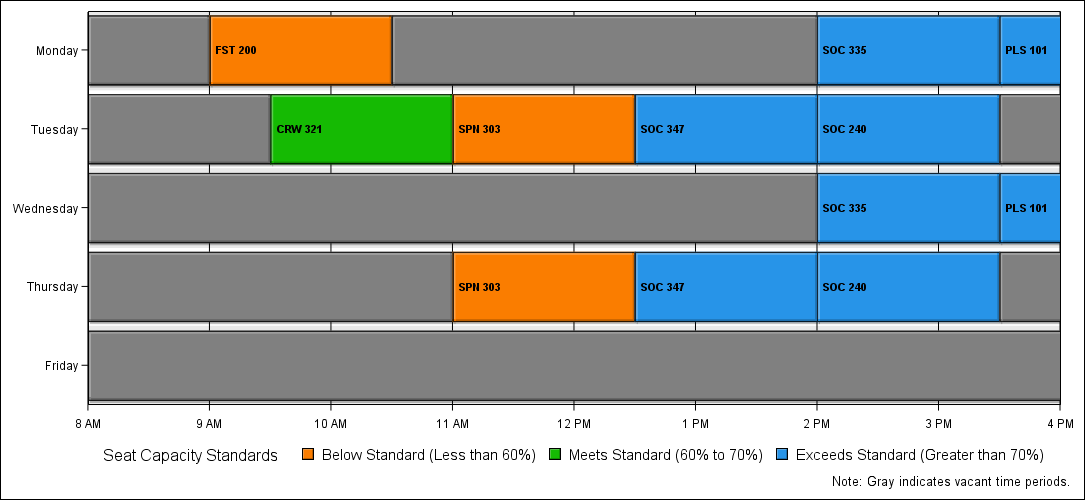 Monday
FST 200
SOC 335
PLS 101
Tuesday
CRW 321
SPN 303
SOC 347
SOC 240
Wednesday
SOC 335
PLS 101
Thursday
SPN 303
SOC 347
SOC 240
Friday
8 AM 9 AM 10 AM 11 AM 12 PM 1 PM 2 PM 3 PM 4 PM
Seat Capacity Standards Below Standard (Less than 60%) Meets Standard (60% to 70%) Exceeds Standard (Greater than 70%)
Note: Gray indicates vacant time periods.